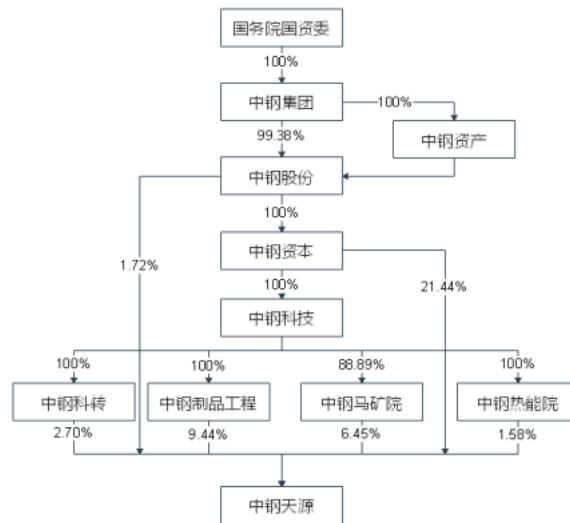 国务院国资委
100%
中钢集团
100%
99.38%
中钢资产
中钢股份
100%
中钢资本
1.72%
100%
21.44%
中钢科技
100%
100%
88.89%
100%
中钢科转
中钢制品工程
中钢马矿院
中钢热能院
2.70%
9.44%
6.45%
1.58%
中钢天源